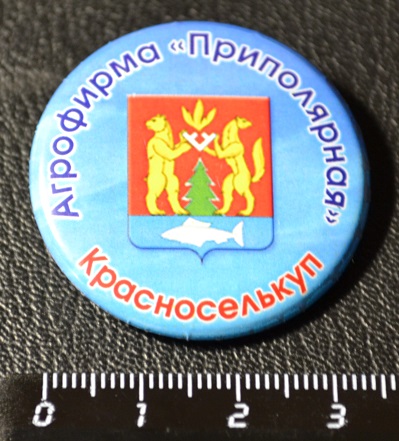 Агрофирма «Приполярная»
Красноселькуп
0 1 2 3